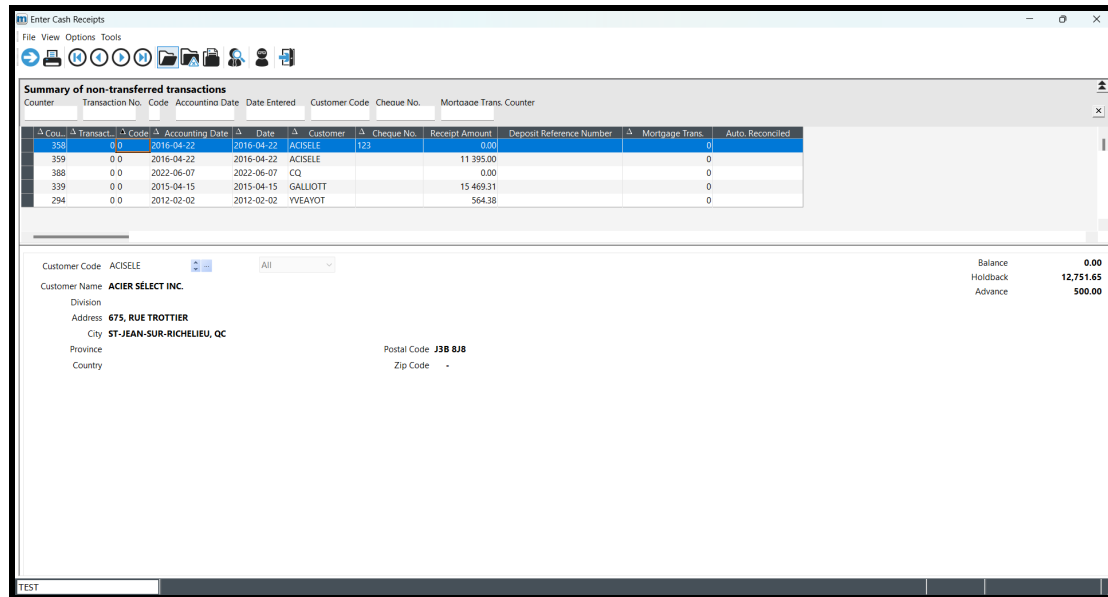 Enter Cash Receipts
File View Options Tools
Summary of non-transferred transactions
Counter Transaction No. Code Accounting Date Date Entered Customer Code Cheque No. Mortgage Trans. Counter
Cou... Transact... Code Accounting Date Date Customer Cheque No. Receipt Amount Deposit Reference Number Mortgage Trans. Auto. Reconciled
358 0 0 2016-04-22 2016-04-22 ACISELE 123 0.00 0
359 0 0 2016-04-22 2016-04-22 ACISELE 11 395.00 0
388 0 0 2022-06-07 2022-06-07 CQ 0.00 0
339 0 0 2015-04-15 2015-04-15 GALLIOTT 15 469.31 0
294 0 0 2012-02-02 2012-02-02 YVEAYOT 564.38 0
Customer Code ACISELE ... All Balance 0.00
Holdback 12,751.65
Customer Name ACIER SÉLECT INC. Advance 500.00
Division
Address 675, RUE TROTTIER
City ST-JEAN-SUR-RICHELIEU, QC
Province Postal Code J3B 8J8
Country Zip Code -
TEST